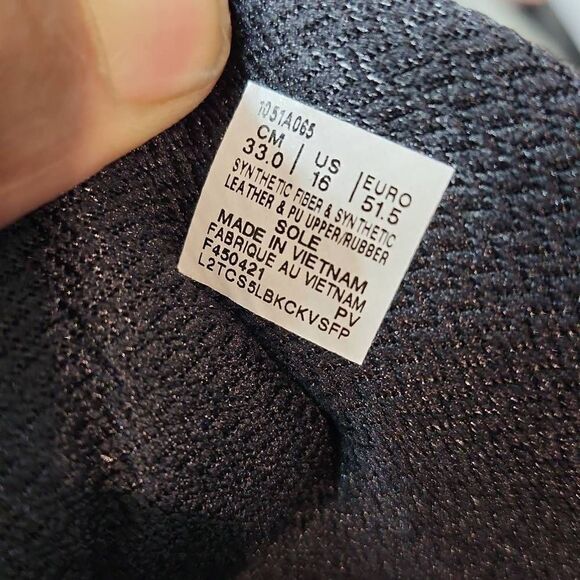 1051A065
CM | US | EURO
33.0 | 16 | 51.5
SYNTHETIC FIBER & SYNTHETIC
LEATHER & PU UPPER/RUBBER
SOLE
MADE IN VIETNAM
FABRIQUE AU VIETNAM
F450421 PV
L2TCS5LBKCKVSFP